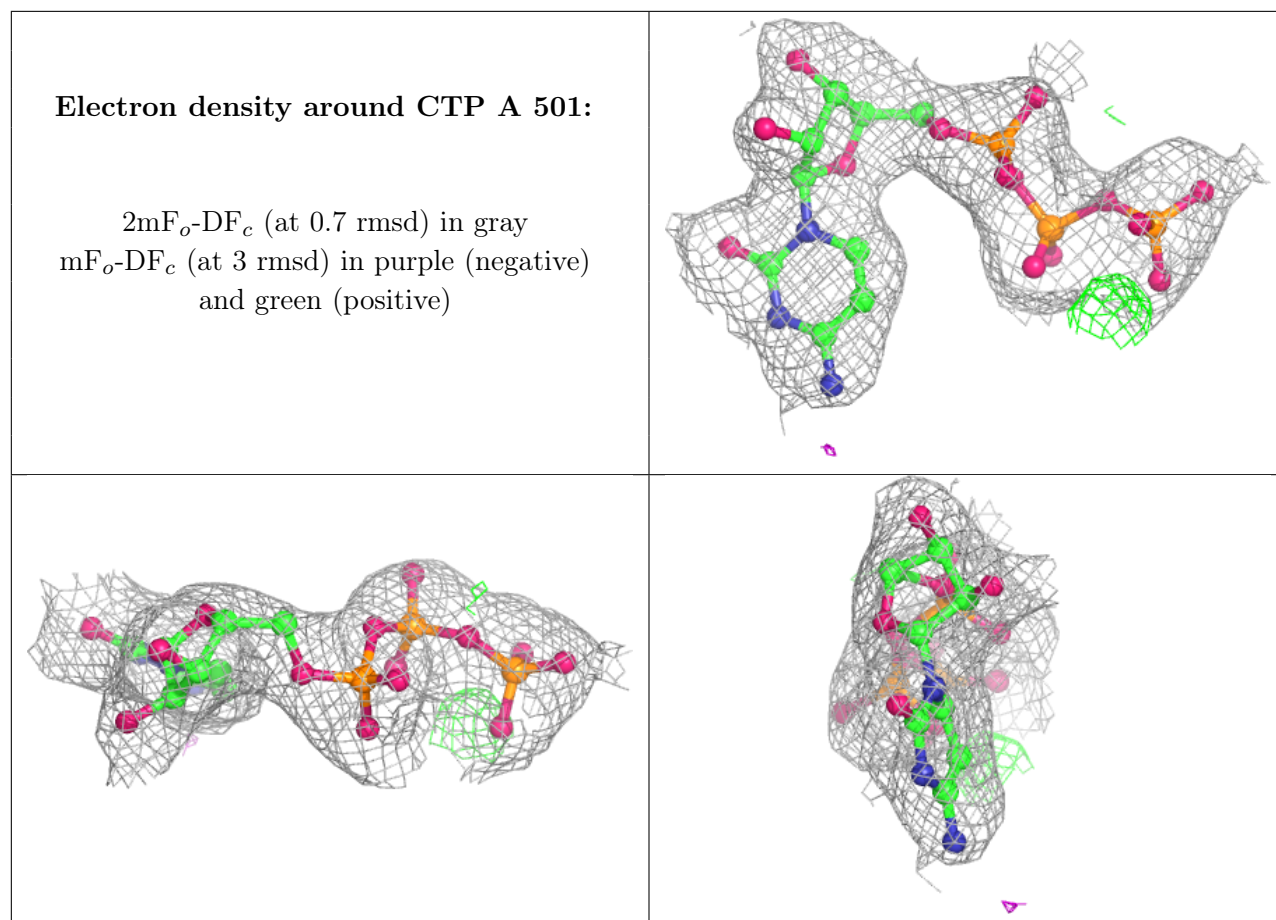 Electron density around CTP A 501:
2mFo-DFc (at 0.7 rmsd) in gray
mFo-DFc (at 3 rmsd) in purple (negative)
and green (positive)